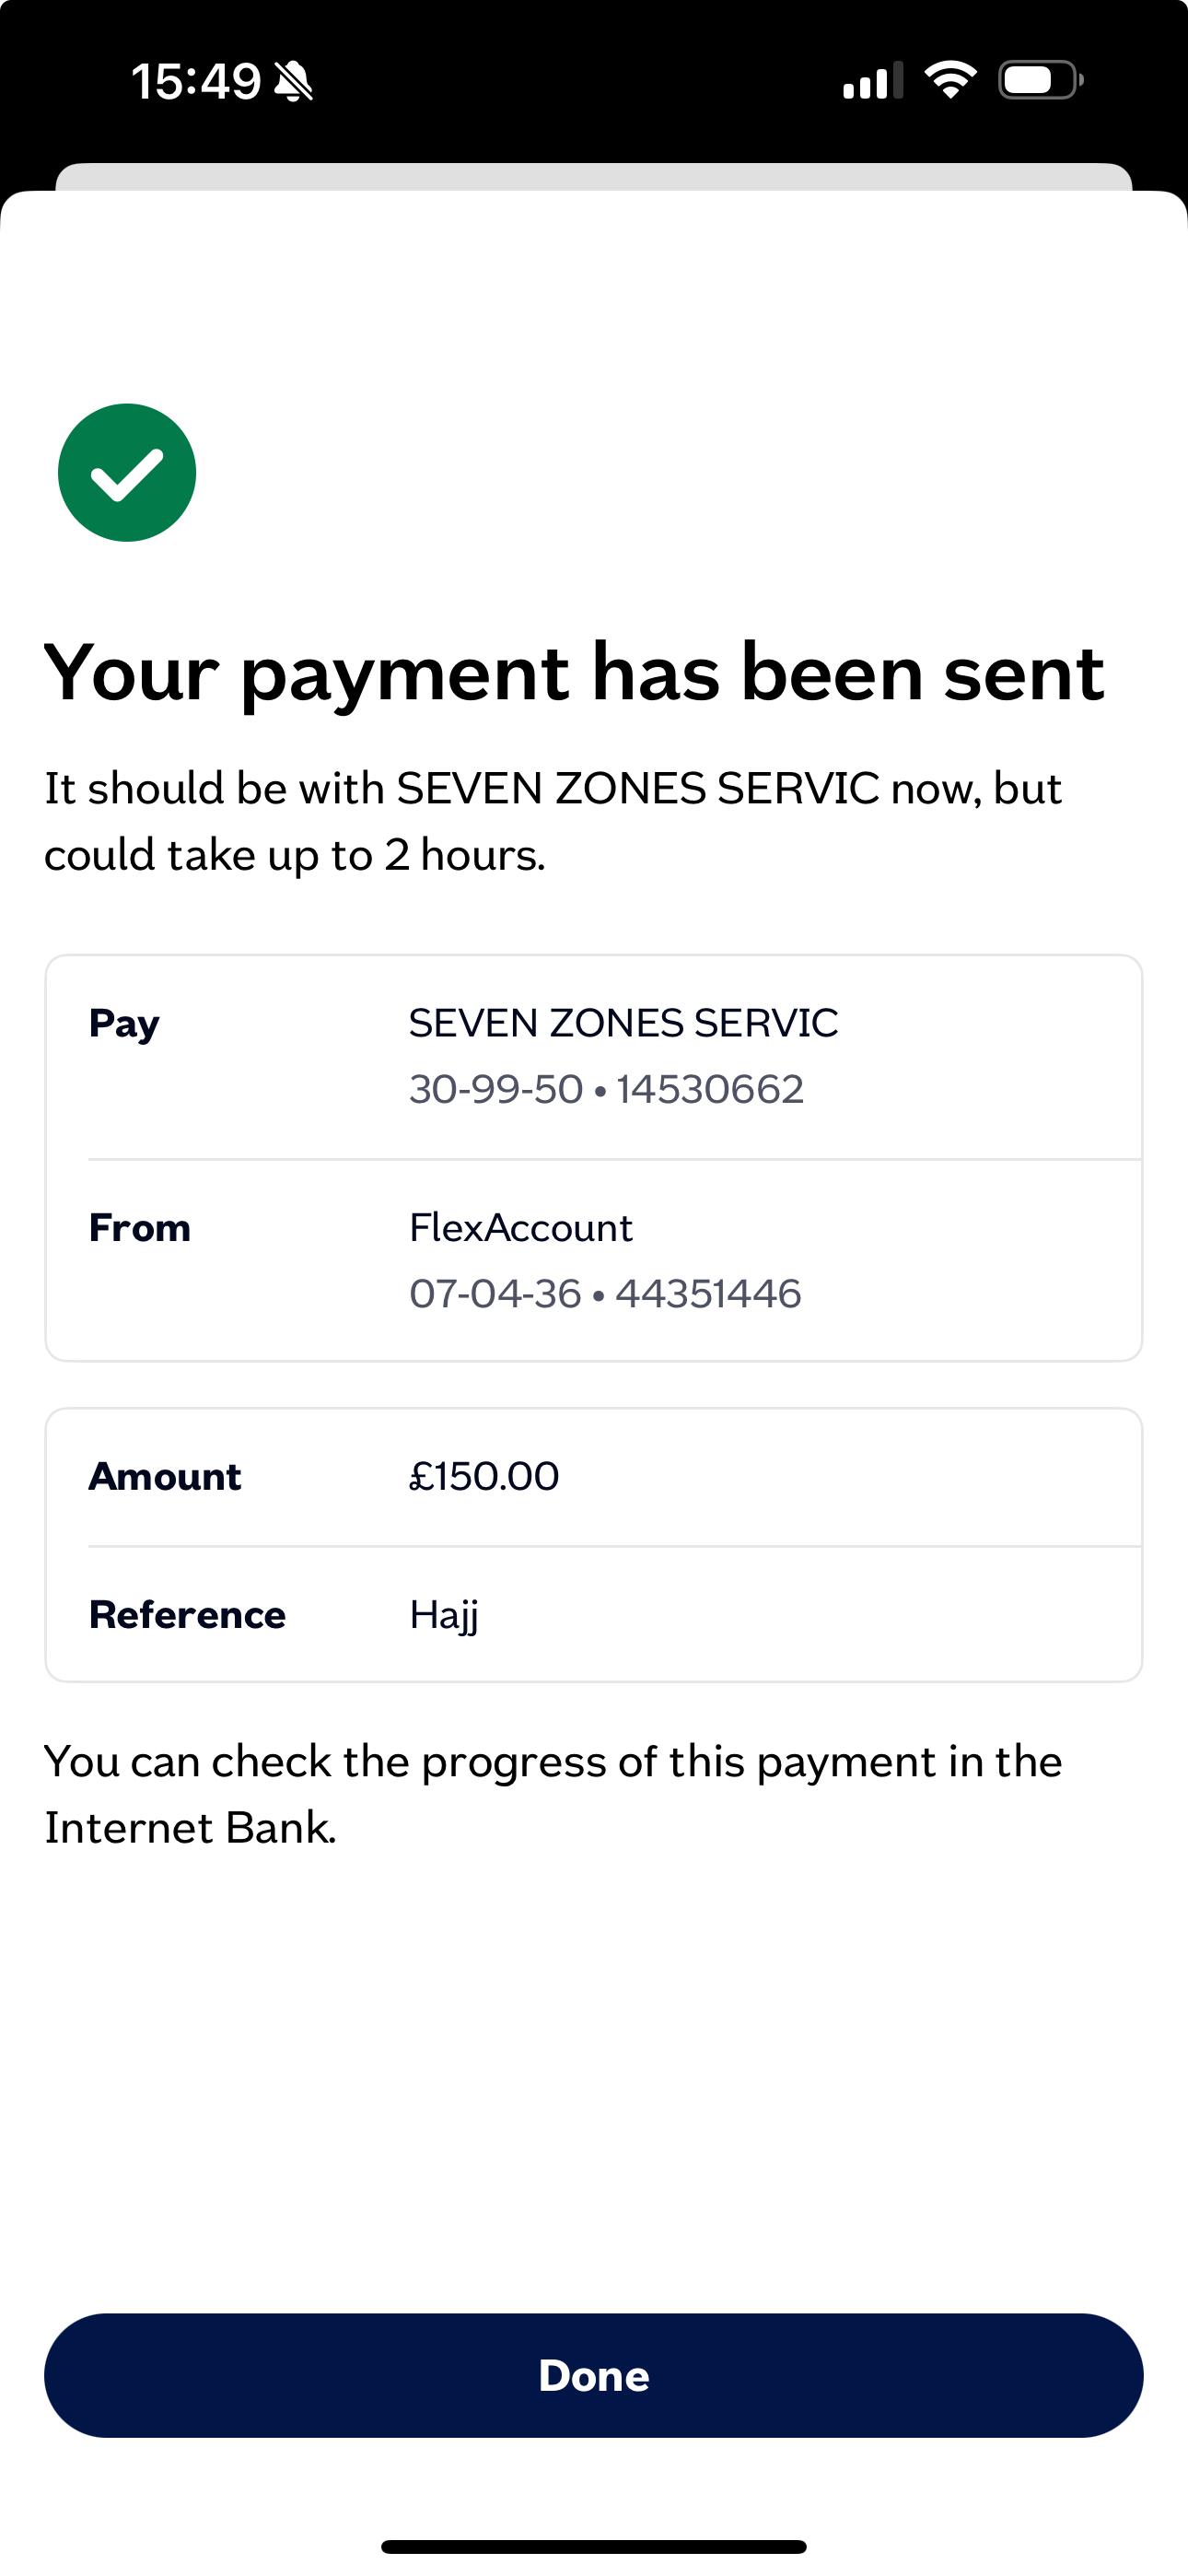 15:49
Your payment has been sent
It should be with SEVEN ZONES SERVIC now, but
could take up to 2 hours.
Pay SEVEN ZONES SERVIC
30-99-50 • 14530662
From FlexAccount
07-04-36 • 44351446
Amount £150.00
Reference Hajj
You can check the progress of this payment in the
Internet Bank.
Done